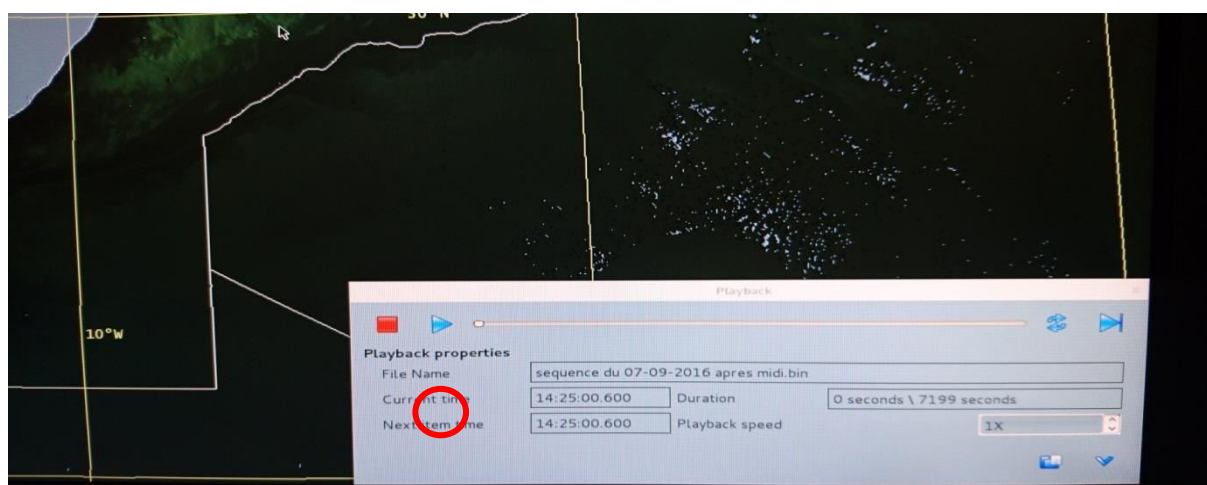 30°N
10°W
Playback
Playback properties
File Name sequence du 07-09-2016 apres midi.bin
Current time 14:25:00.600 Duration 0 seconds \ 7199 seconds
Next item time 14:25:00.600 Playback speed 1X